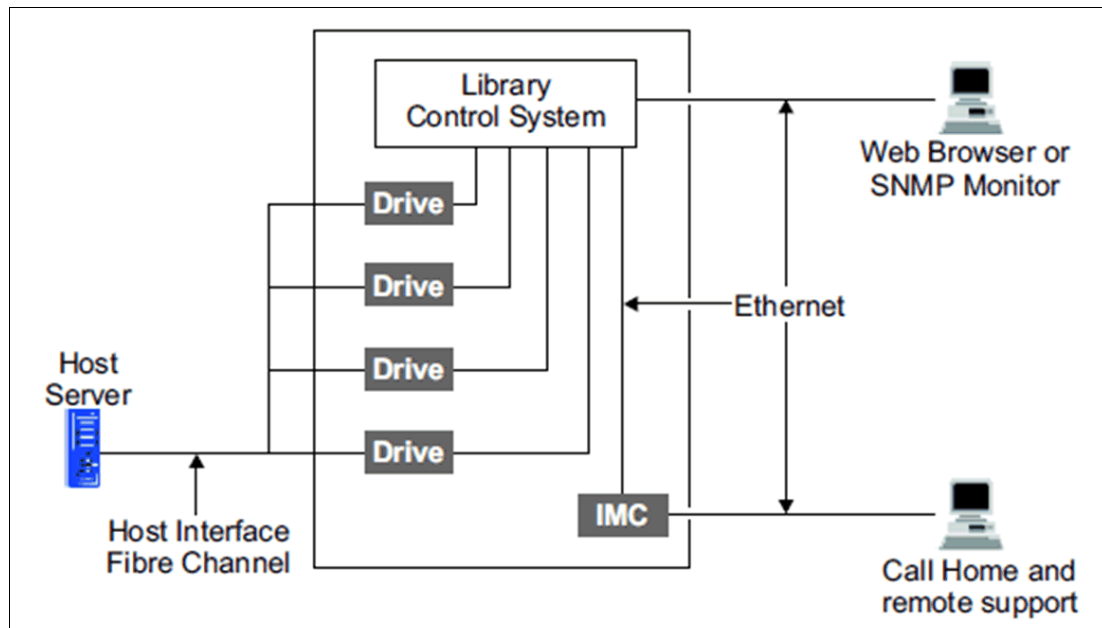 Library
Control System
Web Browser or
SNMP Monitor
Drive
Drive
Ethernet
Drive
Host
Server
Drive
IMC
Host Interface
Fibre Channel
Call Home and
remote support